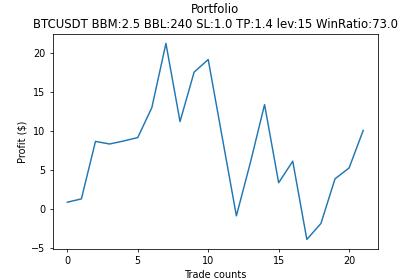 Portfolio
BTCUSDT BBM:2.5 BBL:240 SL:1.0 TP:1.4 lev:15 WinRatio:73.0
20
15
10
5
0
−5
Profit ($)
0 5 10 15 20
Trade counts